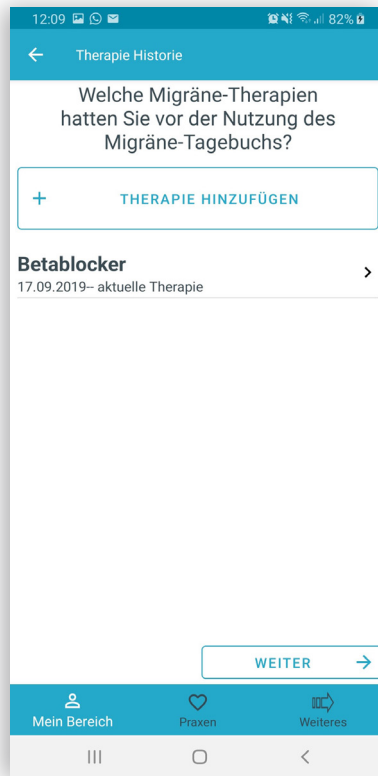 12:09 82%
Therapie Historie
Welche Migräne-Therapien
hatten Sie vor der Nutzung des
Migräne-Tagebuchs?
+ THERAPIE HINZUFÜGEN
Betablocker
17.09.2019-- aktuelle Therapie
WEITER
Mein Bereich Praxen Weiteres